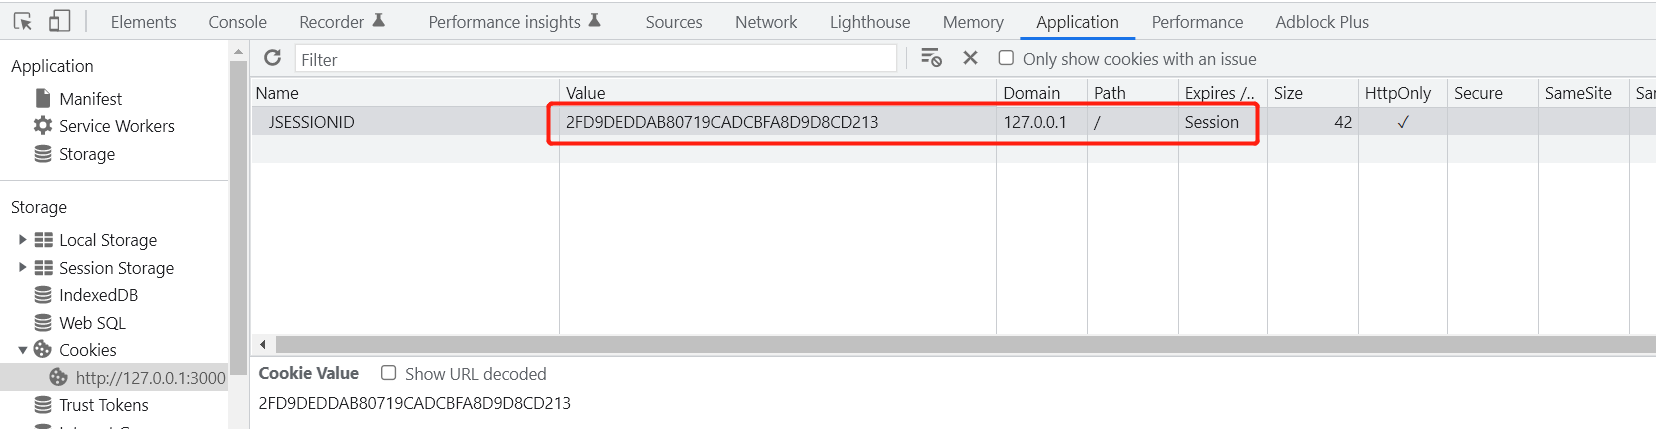 Elements Console Recorder Performance insights Sources Network Lighthouse Memory Application Performance Adblock Plus
Application
Manifest
Service Workers
Storage
Storage
Local Storage
Session Storage
IndexedDB
Web SQL
Cookies
http://127.0.0.1:3000
Trust Tokens
Filter Only show cookies with an issue
Name Value Domain Path Expires /.. Size HttpOnly Secure SameSite Sar
JSESSIONID 2FD9DEDDAB80719CADCBFA8D9D8CD213 127.0.0.1 / Session 42 ✓
Cookie Value Show URL decoded
2FD9DEDDAB80719CADCBFA8D9D8CD213